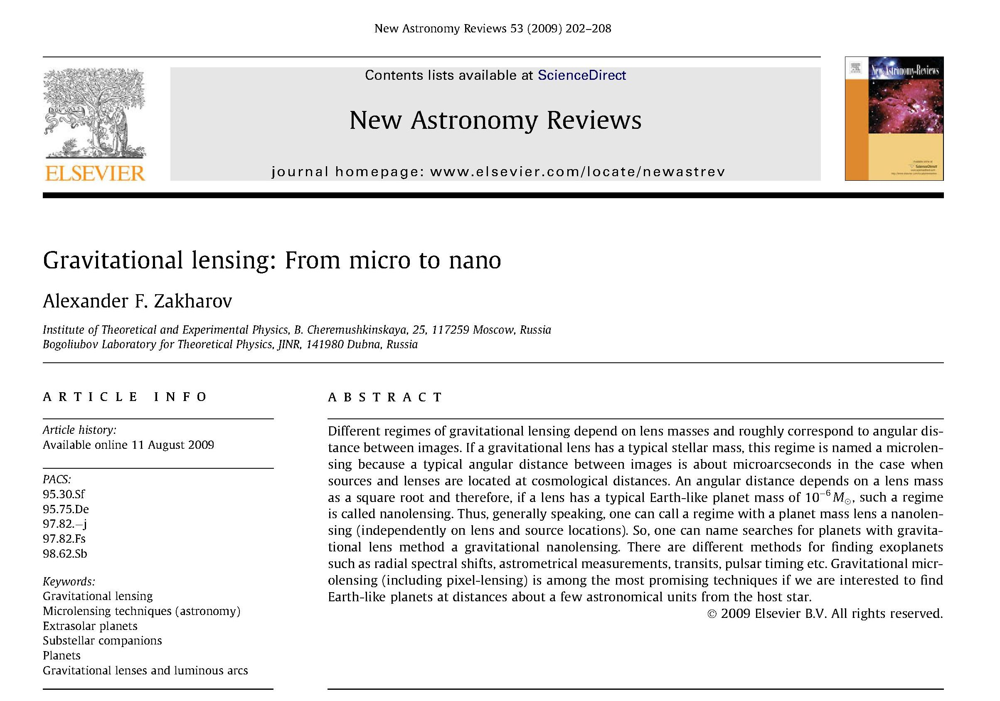 New Astronomy Reviews 53 (2009) 202–208
Contents lists available at ScienceDirect
New Astronomy Reviews
journal homepage: www.elsevier.com/locate/newastrev
NON SOLUS
ELSEVIER
New Astronomy Reviews
Available online at
ScienceDirect
Gravitational lensing: From micro to nano
Alexander F. Zakharov
Institute of Theoretical and Experimental Physics, B. Cheremushkinskaya, 25, 117259 Moscow, Russia
Bogoliubov Laboratory for Theoretical Physics, JINR, 141980 Dubna, Russia
ARTICLE INFO
Article history:
Available online 11 August 2009
PACS:
95.30.Sf
95.75.De
97.82.−j
97.82.Fs
98.62.Sb
Keywords:
Gravitational lensing
Microlensing techniques (astronomy)
Extrasolar planets
Substellar companions
Planets
Gravitational lenses and luminous arcs
ABSTRACT
Different regimes of gravitational lensing depend on lens masses and roughly correspond to angular dis-
tance between images. If a gravitational lens has a typical stellar mass, this regime is named a microlen-
sing because a typical angular distance between images is about microarcseconds in the case when
sources and lenses are located at cosmological distances. An angular distance depends on a lens mass
as a square root and therefore, if a lens has a typical Earth-like planet mass of 10⁻⁶ M⊙, such a regime
is called nanolensing. Thus, generally speaking, one can call a regime with a planet mass lens a nanolen-
sing (independently on lens and source locations). So, one can name searches for planets with gravita-
tional lens method a gravitational nanolensing. There are different methods for finding exoplanets
such as radial spectral shifts, astrometrical measurements, transits, pulsar timing etc. Gravitational micr-
olensing (including pixel-lensing) is among the most promising techniques if we are interested to find
Earth-like planets at distances about a few astronomical units from the host star.
© 2009 Elsevier B.V. All rights reserved.